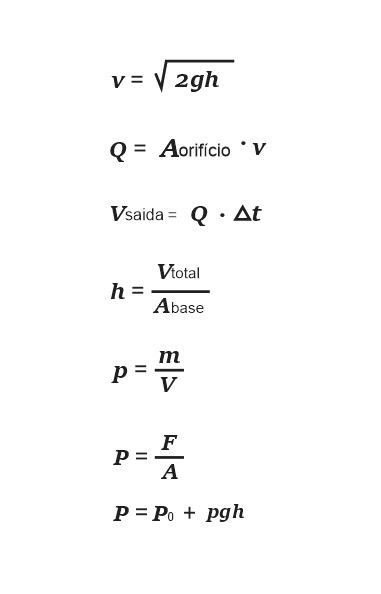 v = √2gh
Q = Aorifício · v
Vsaida = Q · Δt
h = Vtotal / Abase
p = m / V
P = F / A
P = P₀ + pgh